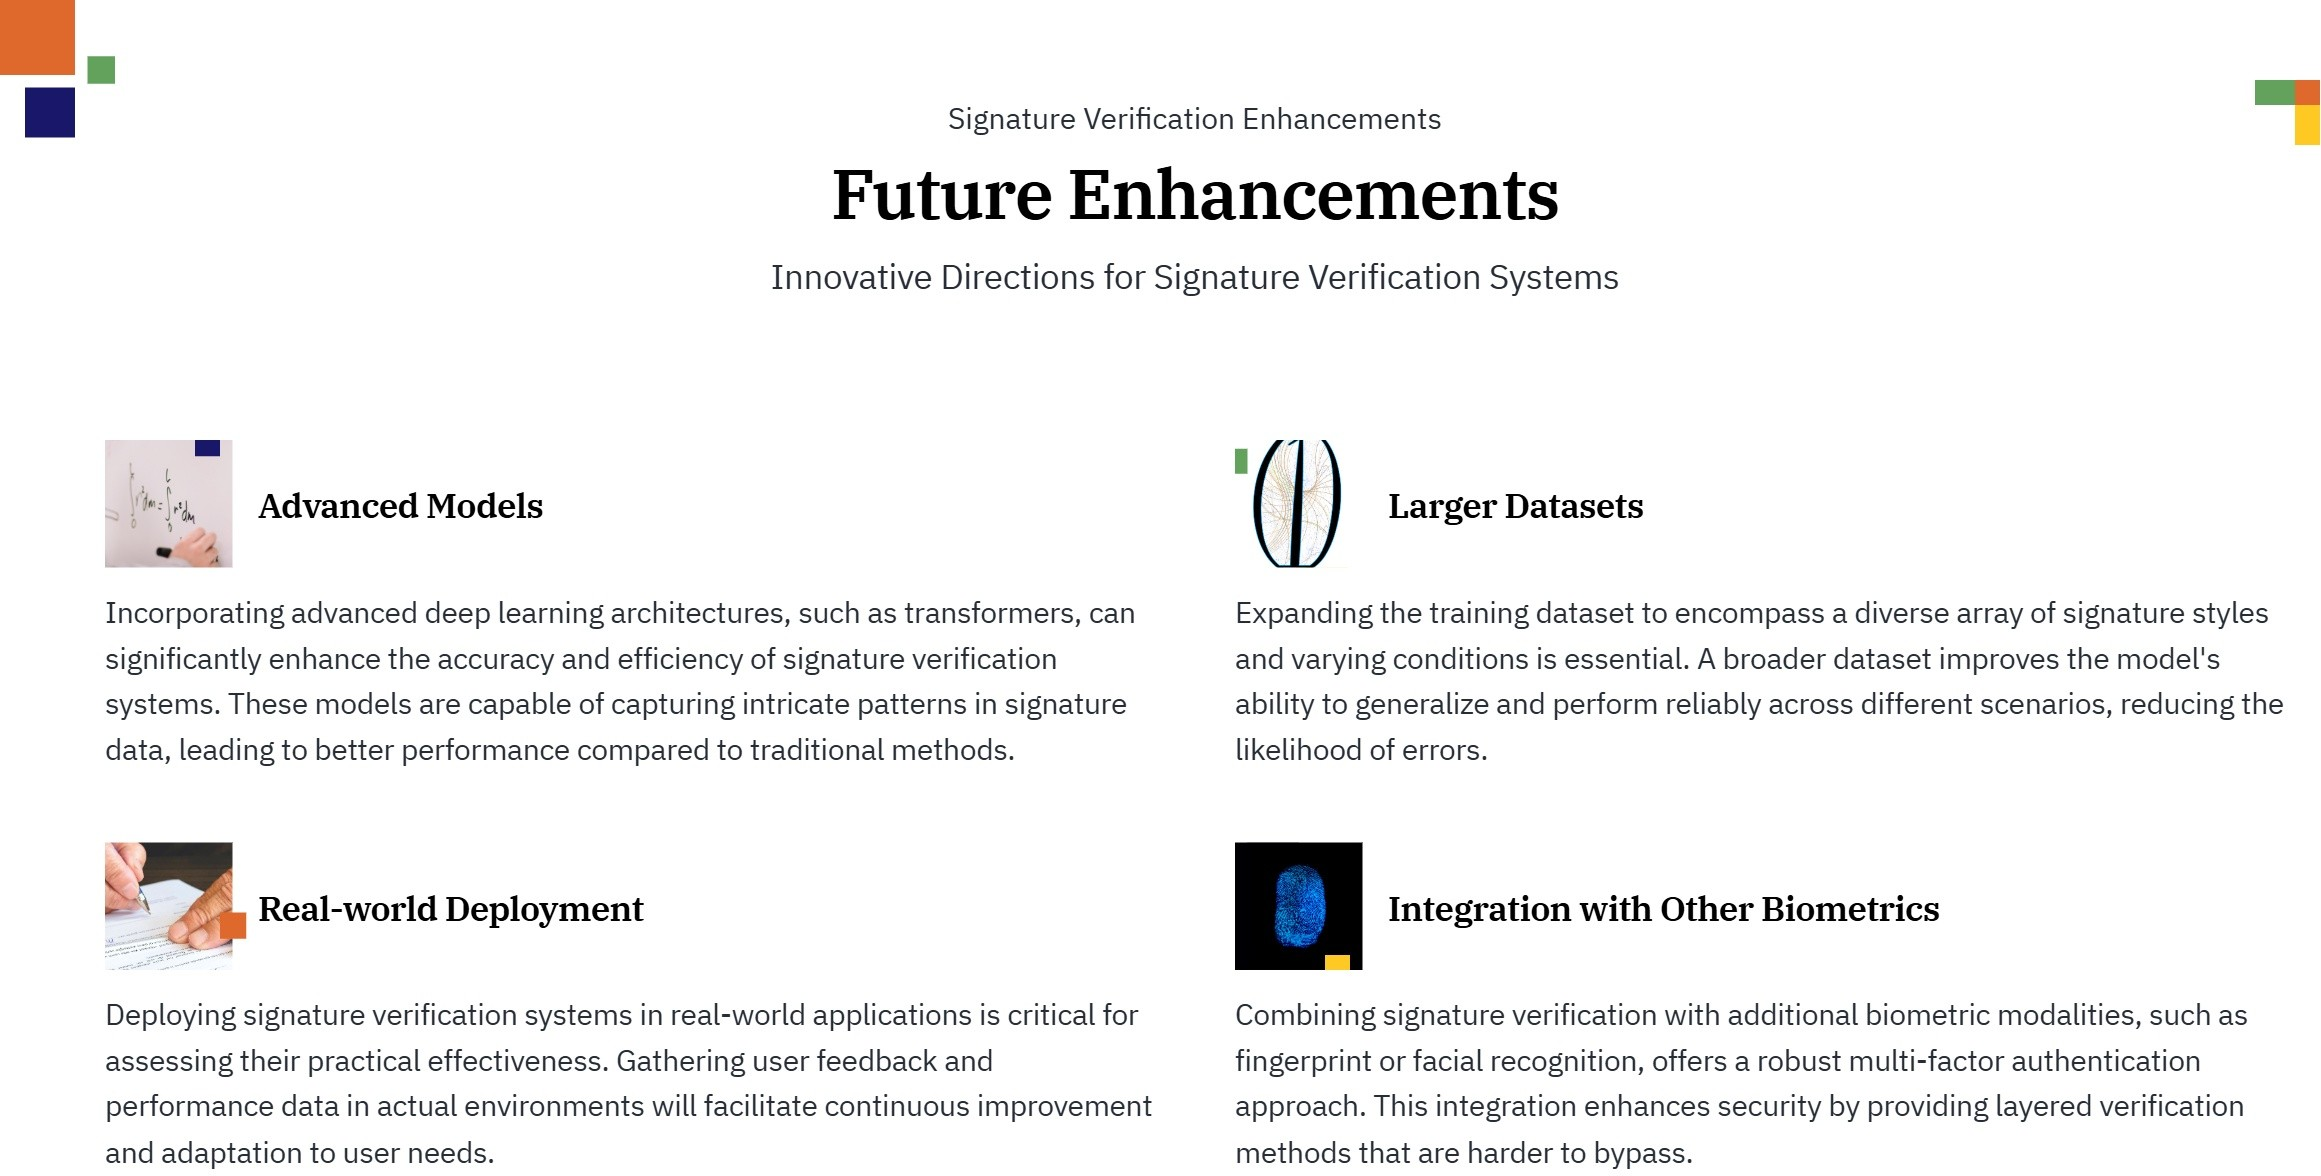 Signature Verification Enhancements
Future Enhancements
Innovative Directions for Signature Verification Systems
Advanced Models
Incorporating advanced deep learning architectures, such as transformers, can
significantly enhance the accuracy and efficiency of signature verification
systems. These models are capable of capturing intricate patterns in signature
data, leading to better performance compared to traditional methods.
Larger Datasets
Expanding the training dataset to encompass a diverse array of signature styles
and varying conditions is essential. A broader dataset improves the model's
ability to generalize and perform reliably across different scenarios, reducing the
likelihood of errors.
Real-world Deployment
Deploying signature verification systems in real-world applications is critical for
assessing their practical effectiveness. Gathering user feedback and
performance data in actual environments will facilitate continuous improvement
and adaptation to user needs.
Integration with Other Biometrics
Combining signature verification with additional biometric modalities, such as
fingerprint or facial recognition, offers a robust multi-factor authentication
approach. This integration enhances security by providing layered verification
methods that are harder to bypass.